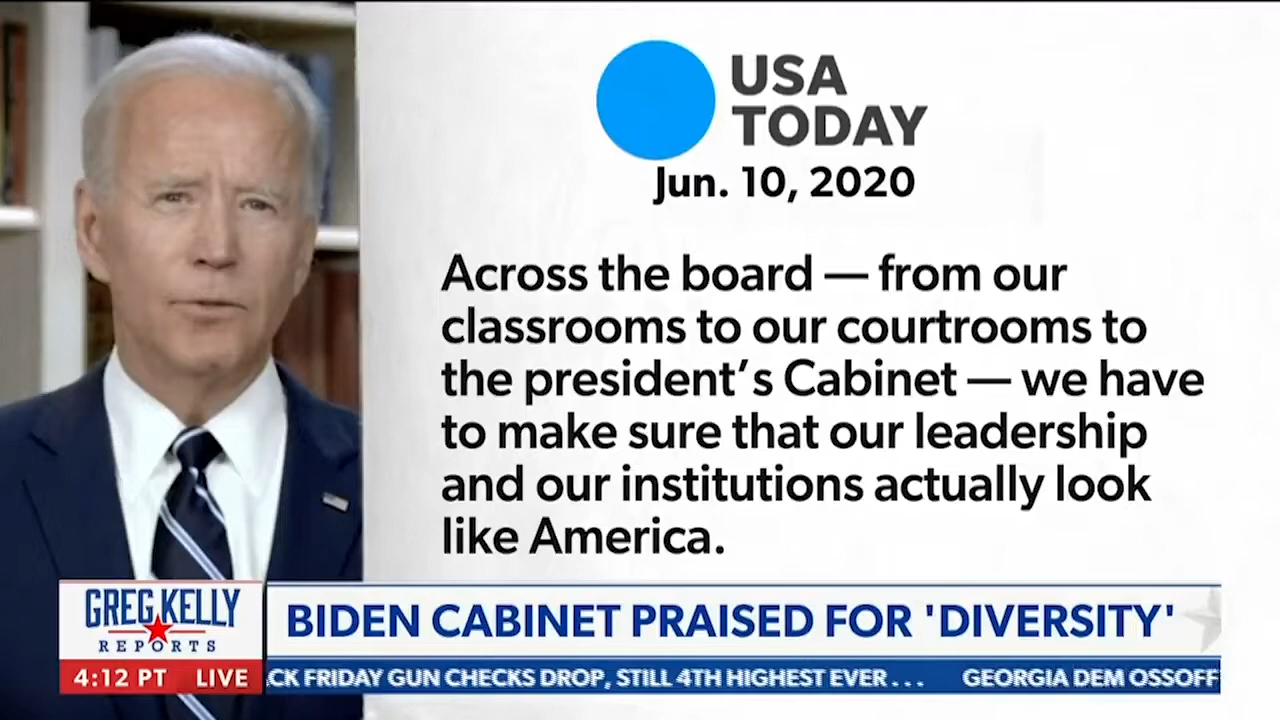 USA
TODAY
Jun. 10, 2020
Across the board — from our
classrooms to our courtrooms to
the president’s Cabinet — we have
to make sure that our leadership
and our institutions actually look
like America.
GREG KELLY
REPORTS
BIDEN CABINET PRAISED FOR 'DIVERSITY'
4:12 PT LIVE
CK FRIDAY GUN CHECKS DROP, STILL 4TH HIGHEST EVER . . . GEORGIA DEM OSSOFF